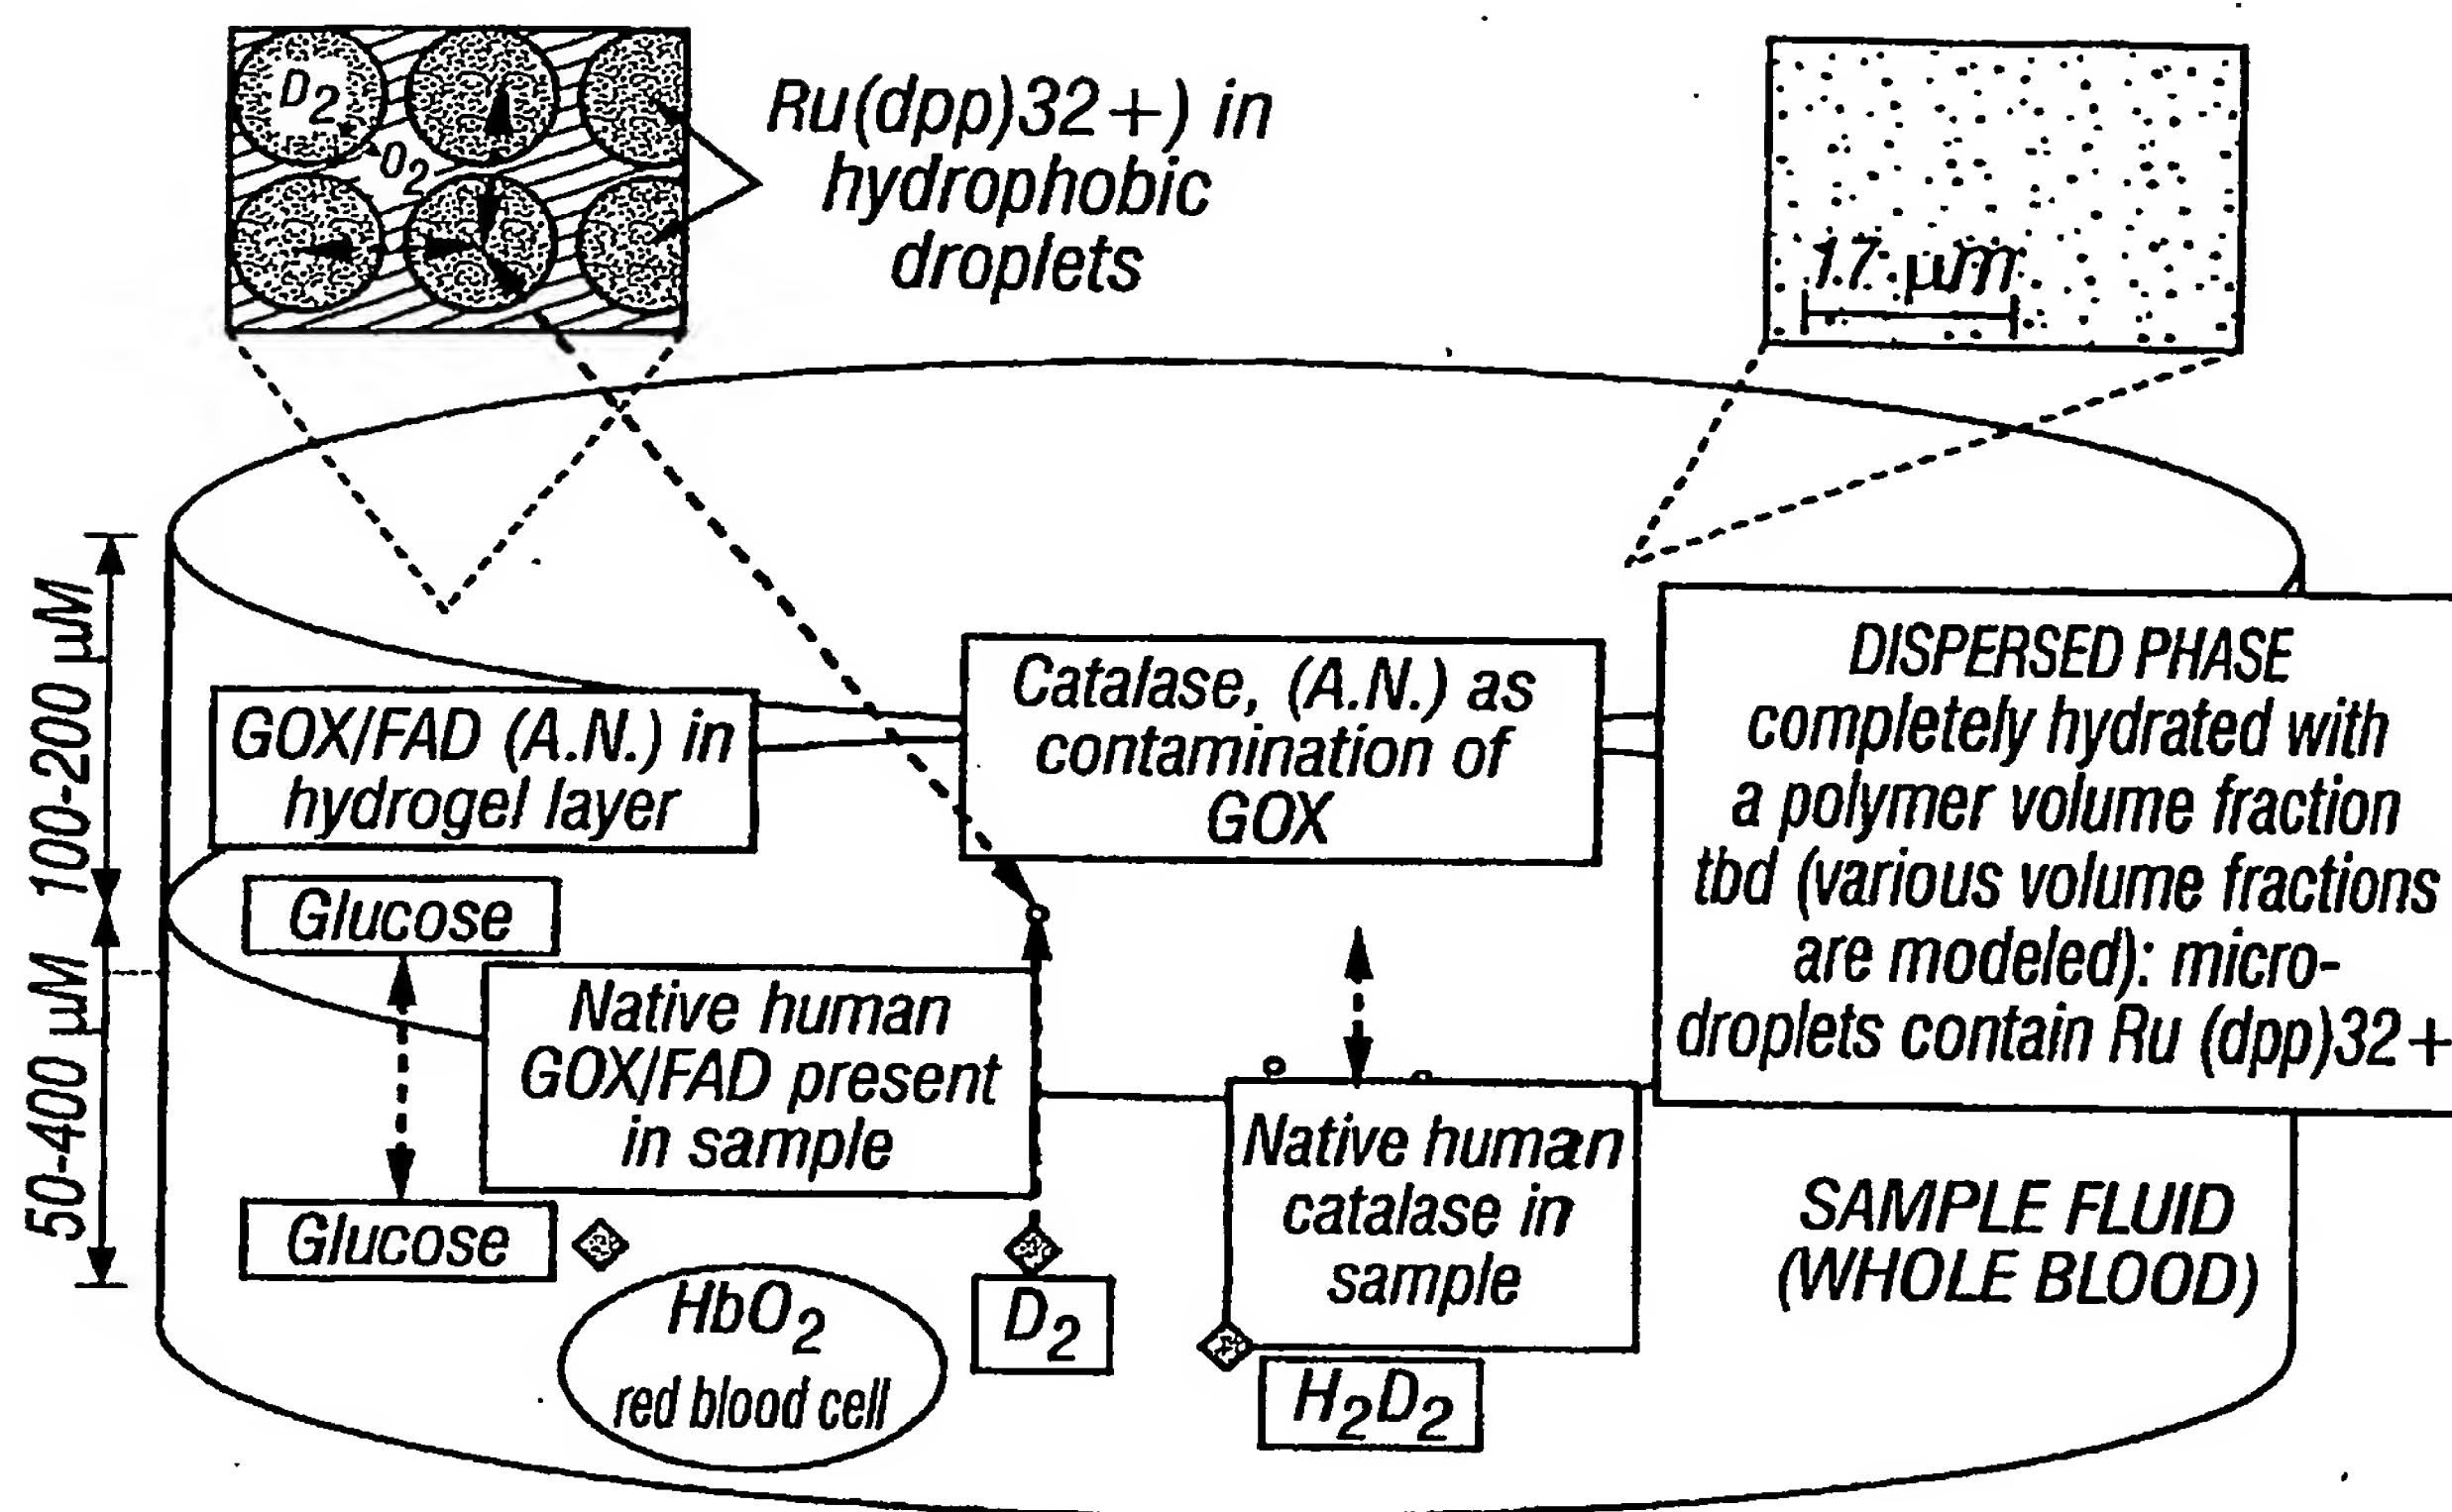 D2
O2
Ru(dpp)32+) in
hydrophobic
droplets
1.7 µm
100-200 µM
50-400 µM
GOX/FAD (A.N.) in
hydrogel layer
Catalase, (A.N.) as
contamination of
GOX
DISPERSED PHASE
completely hydrated with
a polymer volume fraction
tbd (various volume fractions
are modeled): micro-
droplets contain Ru (dpp)32+
Glucose
Native human
GOX/FAD present
in sample
Glucose
HbO2
red blood cell
D2
Native human
catalase in
sample
H2D2
SAMPLE FLUID
(WHOLE BLOOD)